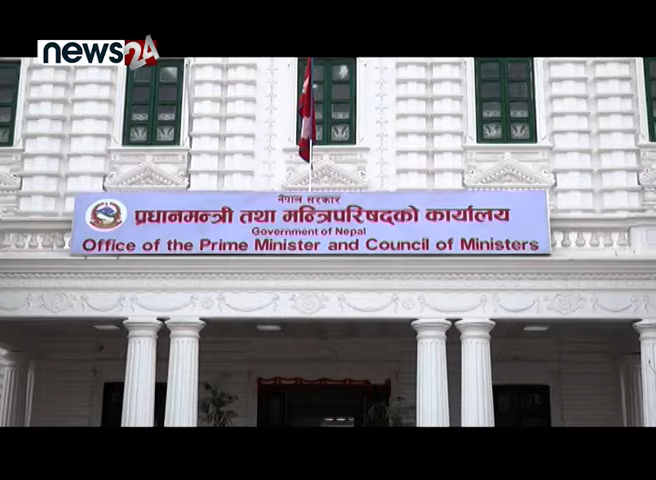 news24
नेपाल सरकार
प्रधानमन्त्री तथा मन्त्रिपरिषद्को कार्यालय
Government of Nepal
Office of the Prime Minister and Council of Ministers